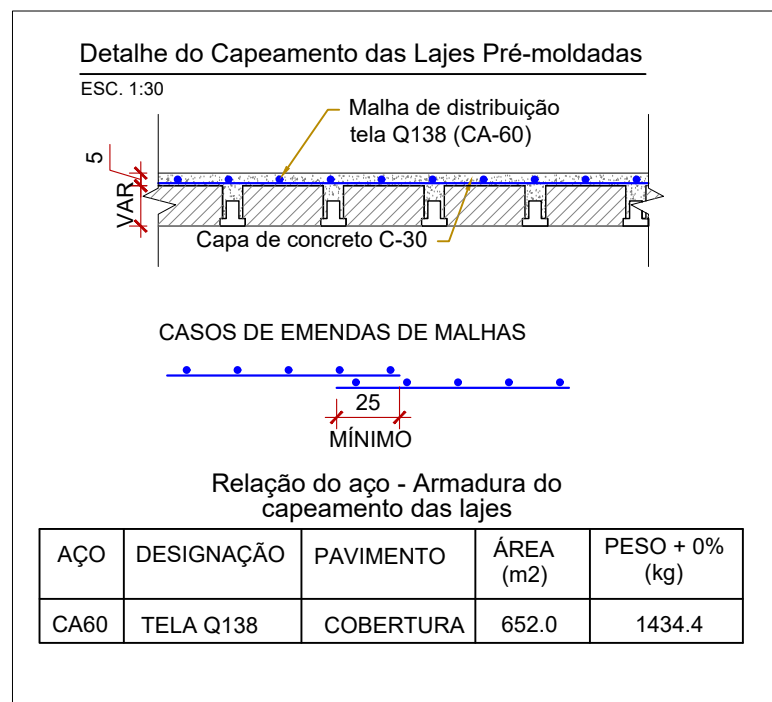 Detalhe do Capeamento das Lajes Pré-moldadas
ESC. 1:30
Malha de distribuição
tela Q138 (CA-60)
5
VAR
Capa de concreto C-30
CASOS DE EMENDAS DE MALHAS
25
MÍNIMO
Relação do aço - Armadura do
capeamento das lajes
AÇO DESIGNAÇÃO PAVIMENTO ÁREA (m2) PESO + 0% (kg)
CA60 TELA Q138 COBERTURA 652.0 1434.4